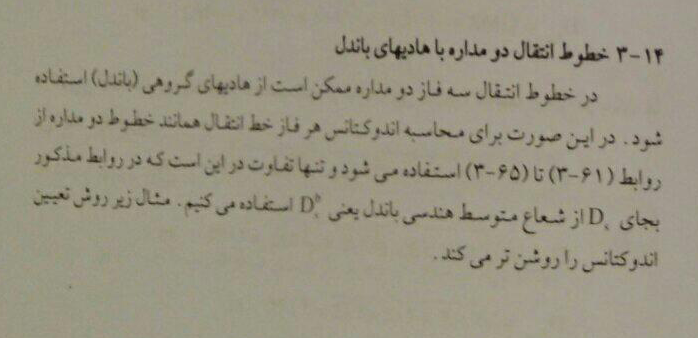 ۳-۱۴ خطوط انتقال دو مداره با هادیهای باندل
در خطوط انتقال سه فاز دو مداره ممکن است از هادیهای گروهی (باندل) استفاده
شود. در این صورت برای محاسبه اندوکتانس هر فاز خط انتقال همانند خطوط دو مداره از
روابط (۳-۶۱) تا (۳-۶۵) استفاده می شود و تنها تفاوت در این است که در روابط مذکور
بجای Dₛ از شعاع متوسط هندسی باندل یعنی Dₛᵇ استفاده می کنیم. مثال زیر روش تعیین
اندوکتانس را روشن تر می کند.